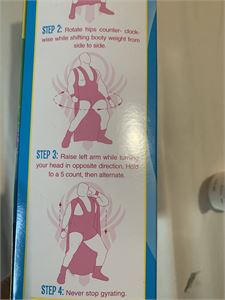 STEP 2: Rotate hips counter- clock-
wise while shifting booty weight from
side to side.
STEP 3: Raise left arm while turning
your head in opposite direction. Hold
to a 5 count, then alternate.
STEP 4: Never stop gyrating.